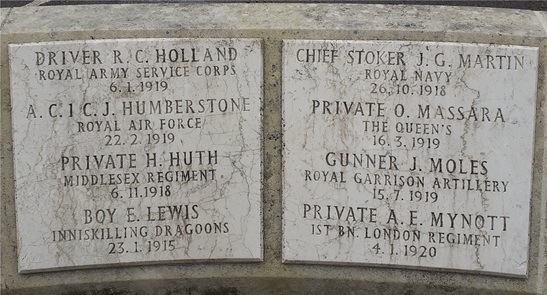 DRIVER R. C. HOLLAND
ROYAL ARMY SERVICE CORPS
6. 1. 1919
A. C. 1 C. J. HUMBERSTONE
ROYAL AIR FORCE
22. 2. 1919
PRIVATE H. HUTH
MIDDLESEX REGIMENT
6. 11. 1918
BOY E. LEWIS
INNISKILLING DRAGOONS
23. 1. 1915
CHIEF STOKER J. G. MARTIN
ROYAL NAVY
26. 10. 1918
PRIVATE O. MASSARA
THE QUEEN'S
16. 3. 1919
GUNNER J. MOLES
ROYAL GARRISON ARTILLERY
15. 7. 1919
PRIVATE A. E. MYNOTT
1ST BN. LONDON REGIMENT
4. 1. 1920